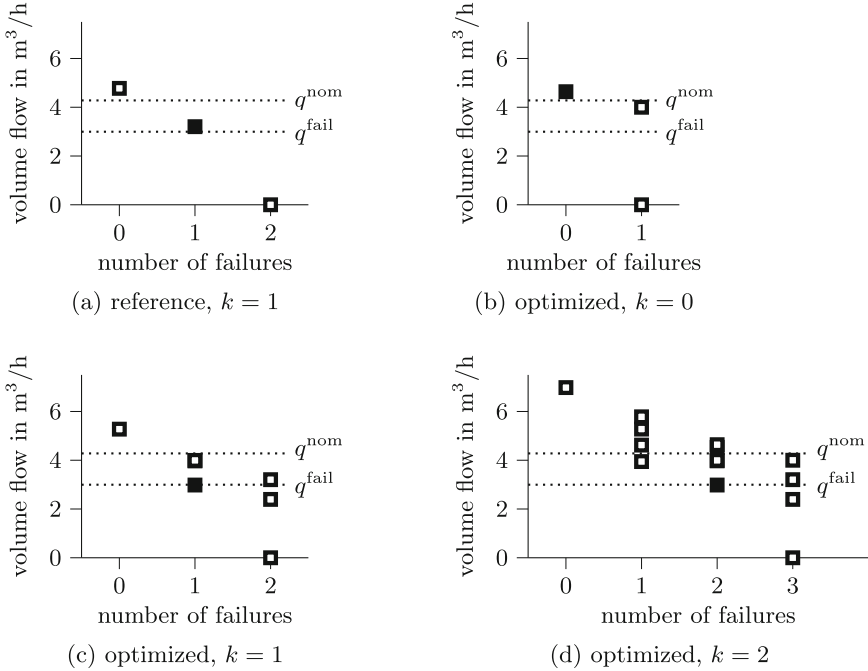 volume flow in m³/h
6
4
2
0
q^nom
q^fail
0 1 2
number of failures
(a) reference, k = 1
volume flow in m³/h
6
4
2
0
q^nom
q^fail
1
number of failures
(b) optimized, k = 0
volume flow in m³/h
6
4
2
0
q^nom
q^fail
0 1 2
number of failures
(c) optimized, k = 1
volume flow in m³/h
6
4
2
0
q^nom
q^fail
0 1 2 3
number of failures
(d) optimized, k = 2